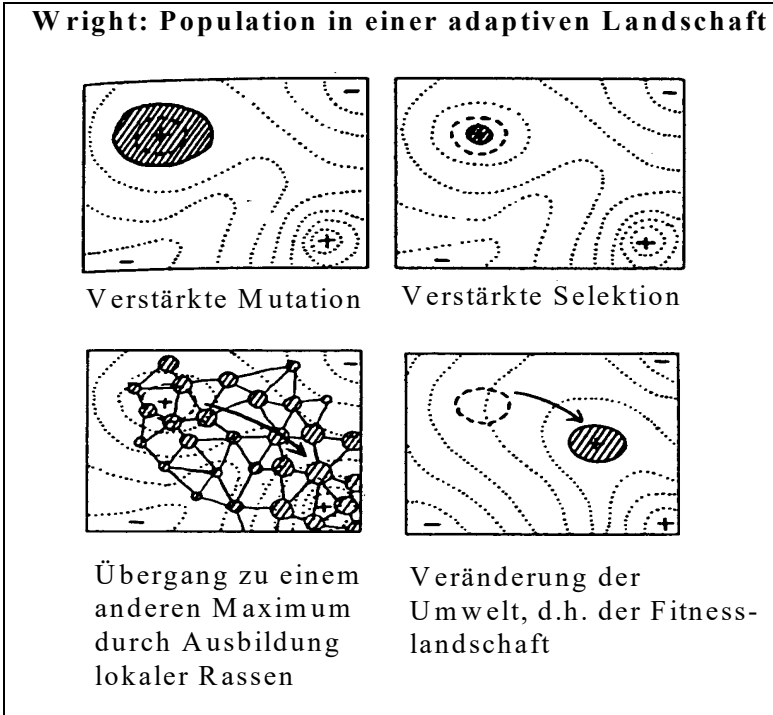 Wright: Population in einer adaptiven Landschaft
−
+
+
−
Verstärkte Mutation
−
+
+
−
Verstärkte Selektion
−
+
+
−
Übergang zu einem
anderen Maximum
durch Ausbildung
lokaler Rassen
+
−
+
Veränderung der
Umwelt, d.h. der Fitness-
landschaft